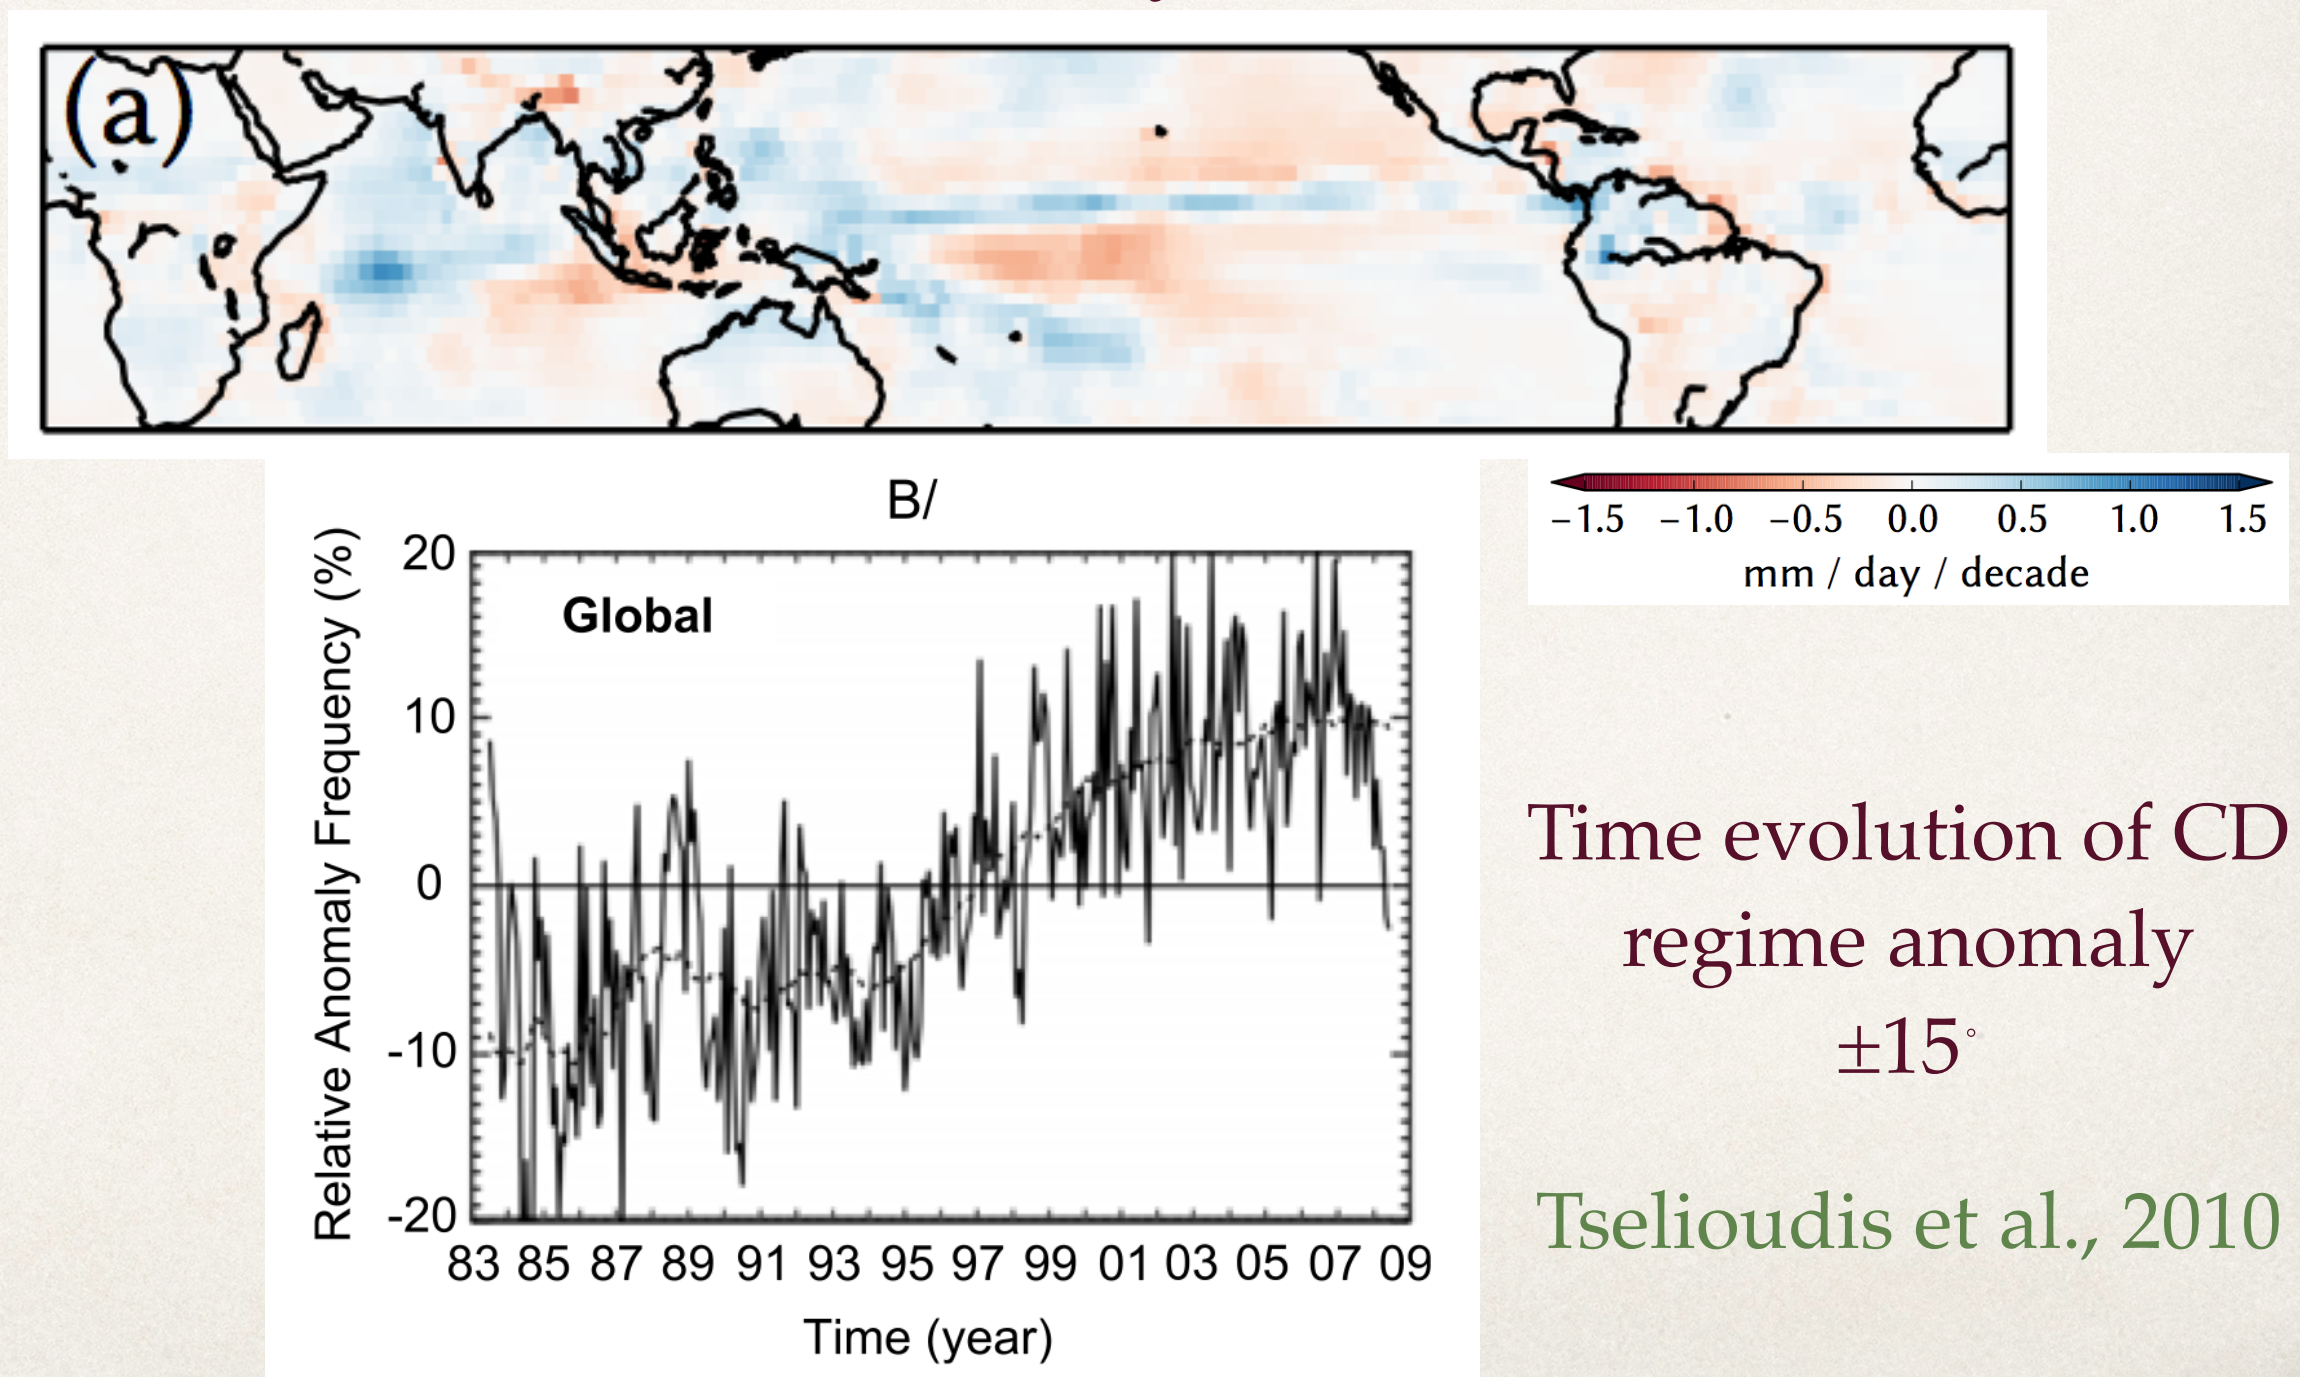 (a)
−1.5 −1.0 −0.5 0.0 0.5 1.0 1.5
mm / day / decade
B/
Relative Anomaly Frequency (%)
20
10
0
-10
-20
Global
83 85 87 89 91 93 95 97 99 01 03 05 07 09
Time (year)
Time evolution of CD
regime anomaly
±15°
Tselioudis et al., 2010